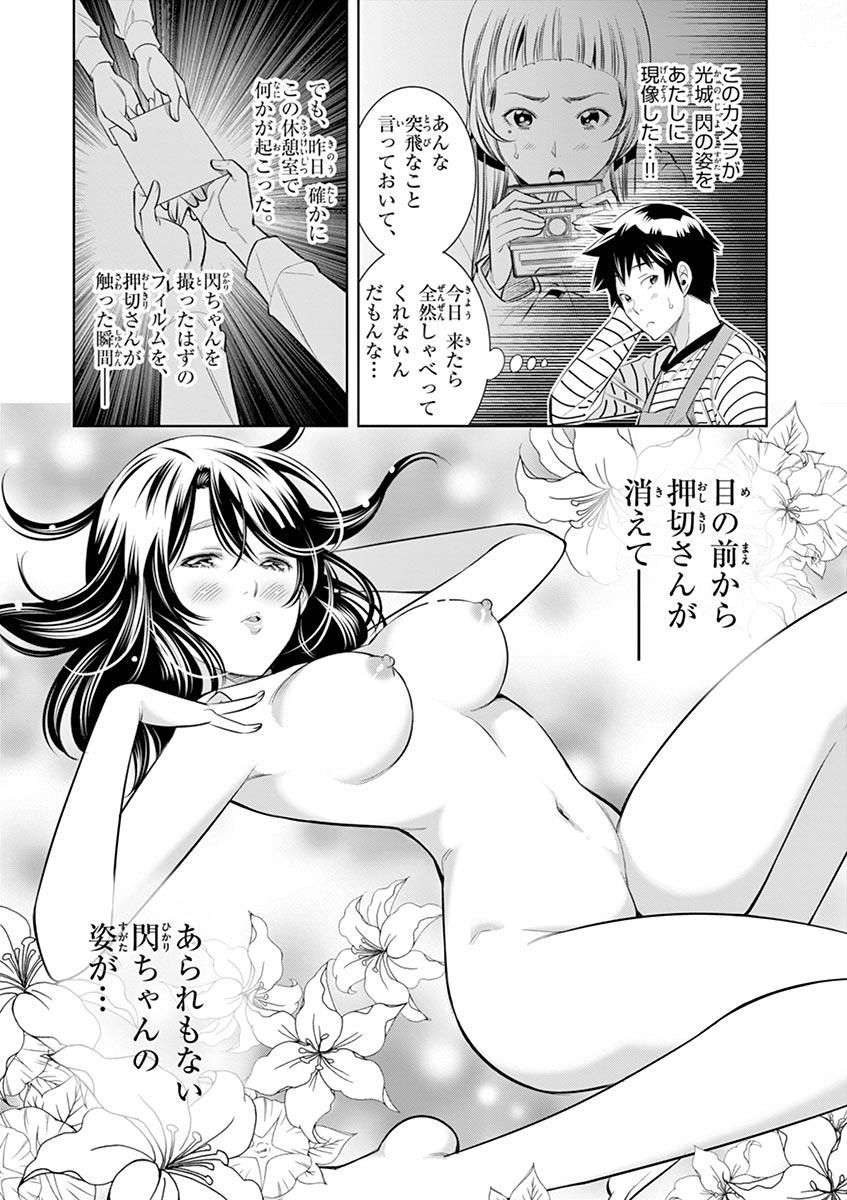 このカメラが
光城 閃の姿を
あたしに
現像した…!!
あんな
突飛なこと
言っておいて、
今日 来たら
全然しゃべって
くれないん
だもんな…
でも、昨日 確かに
この休憩室で
何かが起こった。
閃ちゃんを
撮ったはずの
フィルムを、
押切さんが
触った瞬間――
目の前から
押切さんが
消えて――
あられもない
閃ちゃんの
姿が…